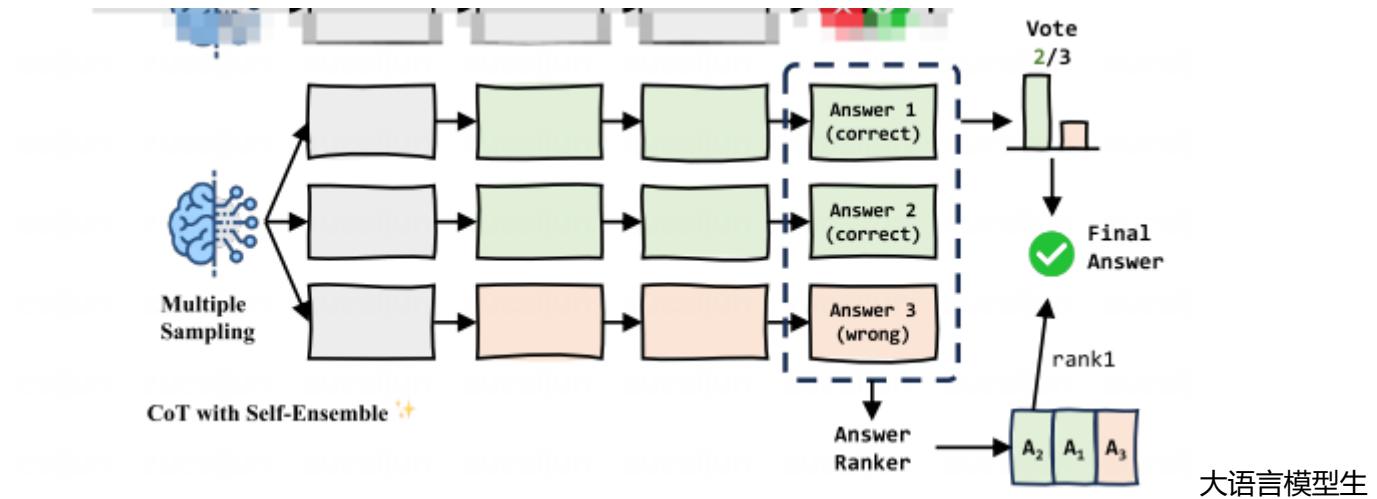 Vote
2/3
Answer 1
(correct)
Answer 2
(correct)
Final
Answer
Multiple
Sampling
Answer 3
(wrong)
rank1
CoT with Self-Ensemble
Answer
Ranker
A₂ A₁ A₃
大语言模型生